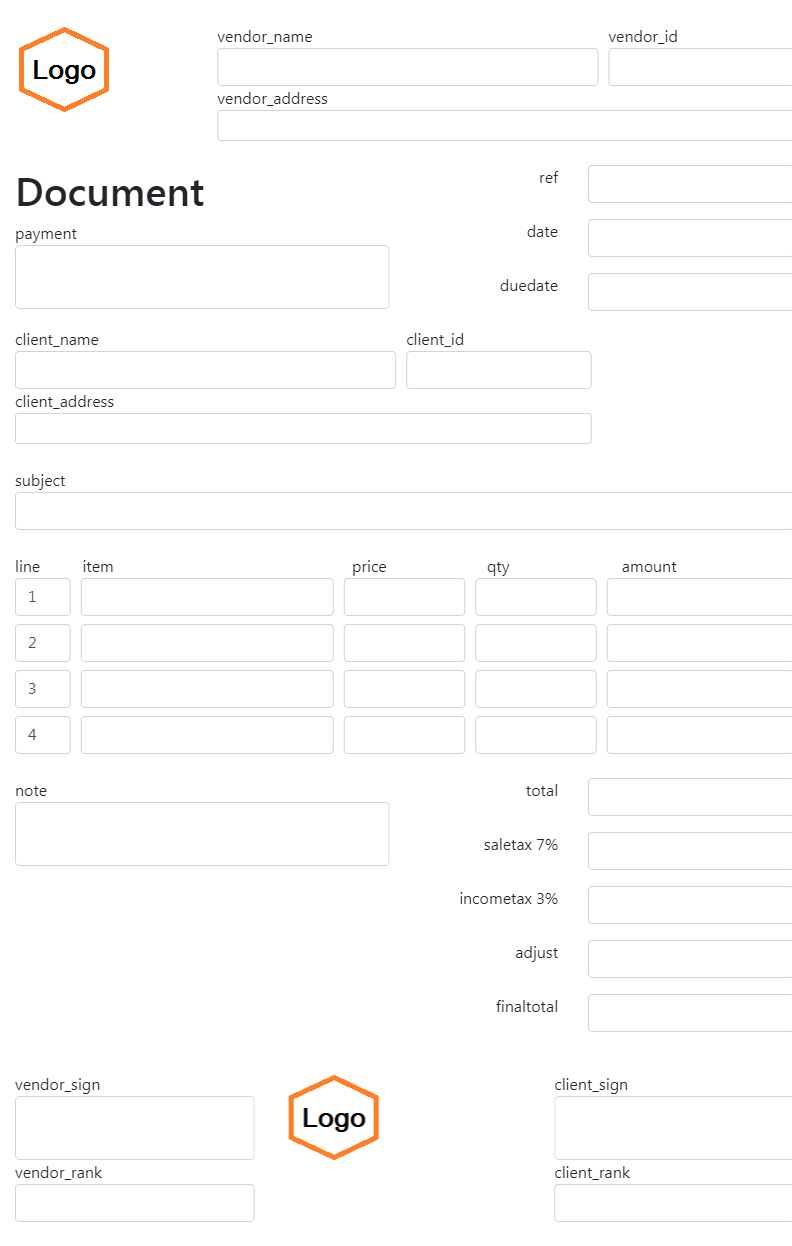 Logo
vendor_name vendor_id
vendor_address
Document
ref
date
payment
duedate
client_name client_id
client_address
subject
line item price qty amount
1
2
3
4
note total
saletax 7%
incometax 3%
adjust
finaltotal
vendor_sign client_sign
Logo
vendor_rank client_rank